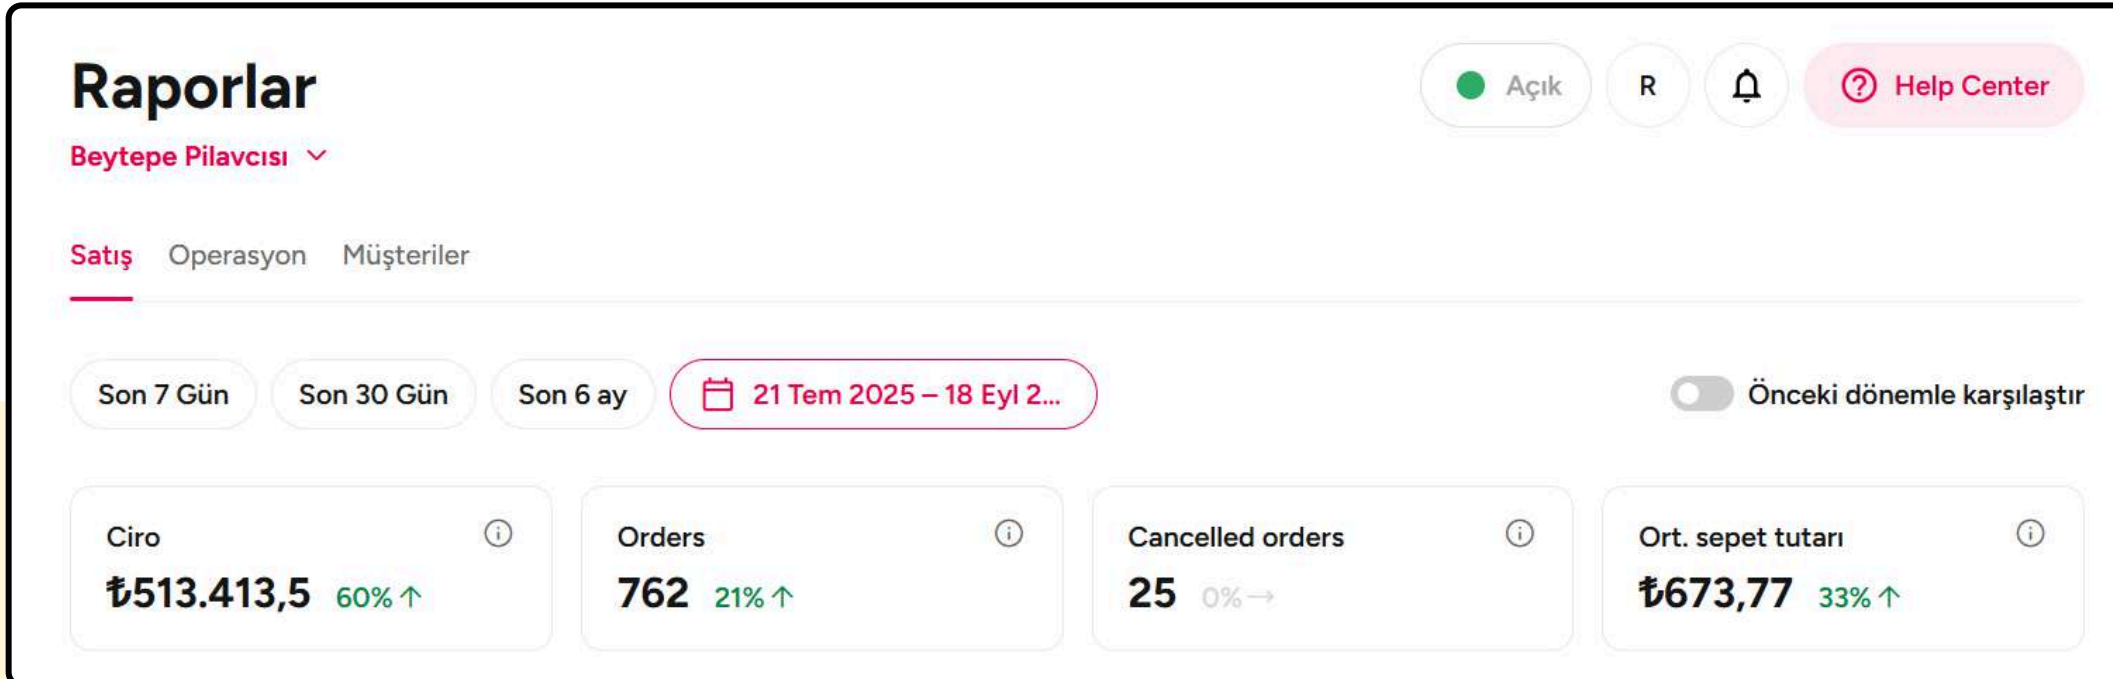 Raporlar
Açık
R
Help Center
Beytepe Pilavcısı
Satış Operasyon Müşteriler
Son 7 Gün Son 30 Gün Son 6 ay 21 Tem 2025 – 18 Eyl 2... Önceki dönemle karşılaştır
Ciro
₺513.413,5 60% ↑
Orders
762 21% ↑
Cancelled orders
25 0% →
Ort. sepet tutarı
₺673,77 33% ↑